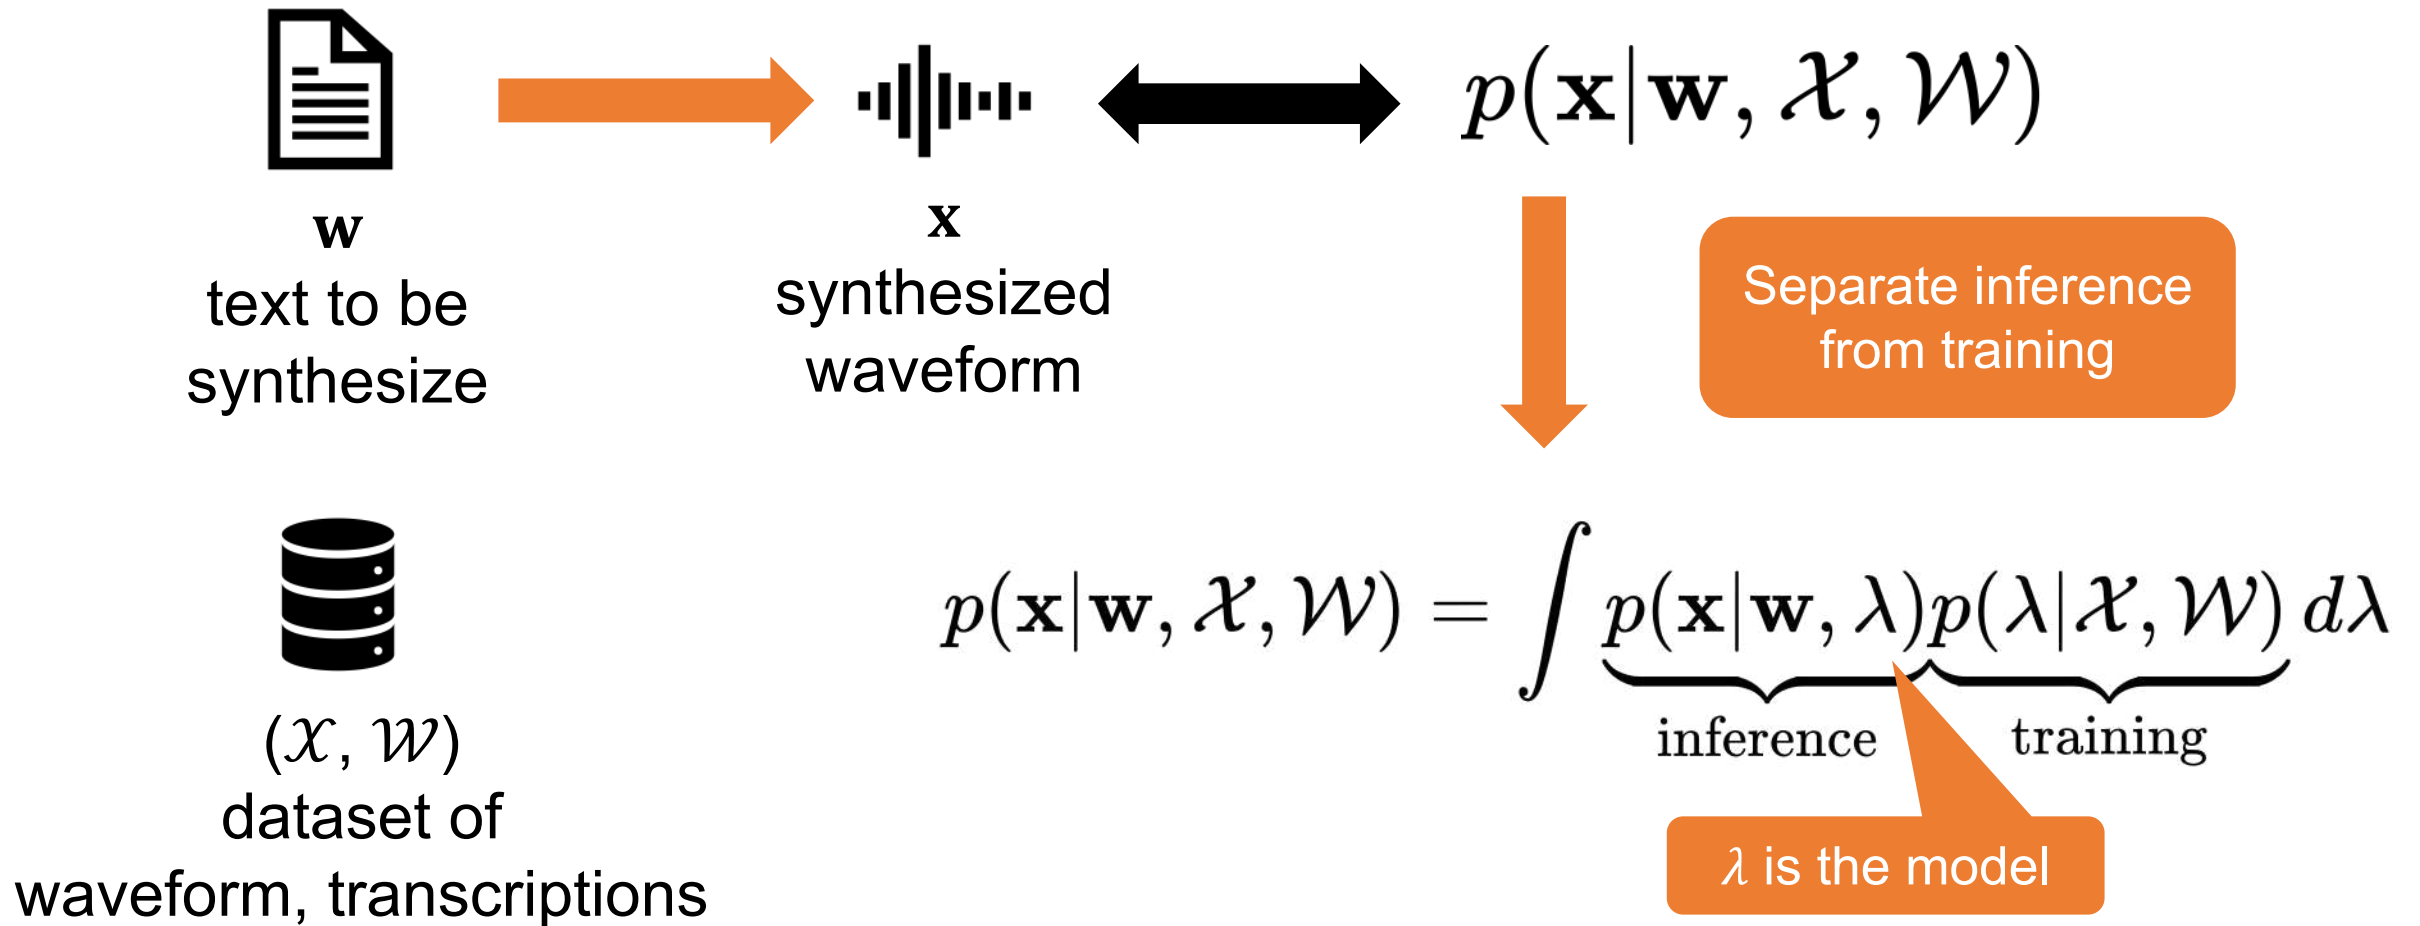 w
text to be
synthesize
x
synthesized
waveform
p(x|w, 𝒳, 𝒲)
Separate inference
from training
(𝒳, 𝒲)
dataset of
waveform, transcriptions
p(x|w, 𝒳, 𝒲) = ∫ p(x|w, λ)p(λ|𝒳, 𝒲) dλ
inference training
λ is the model